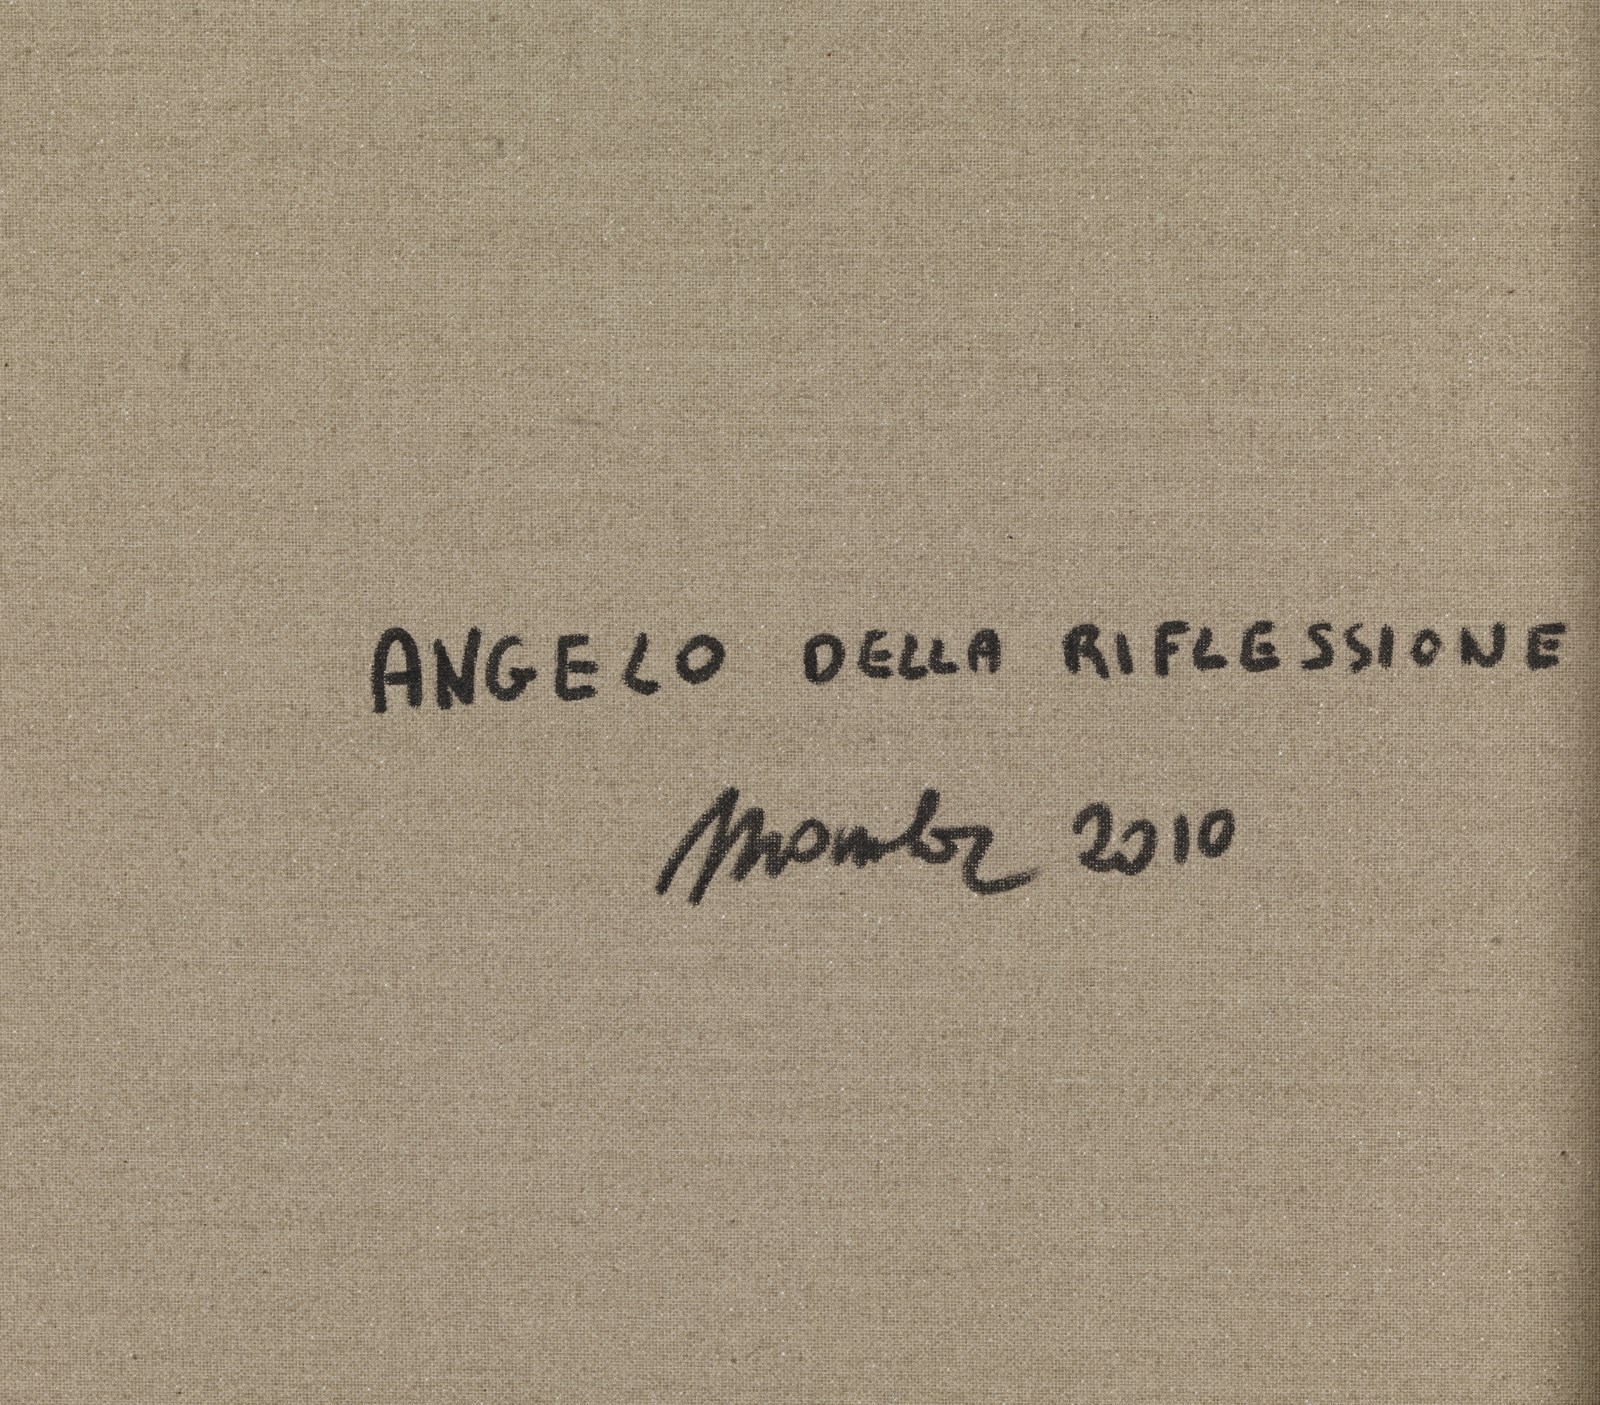 ANGELO DELLA RIFLESSIONE
2010